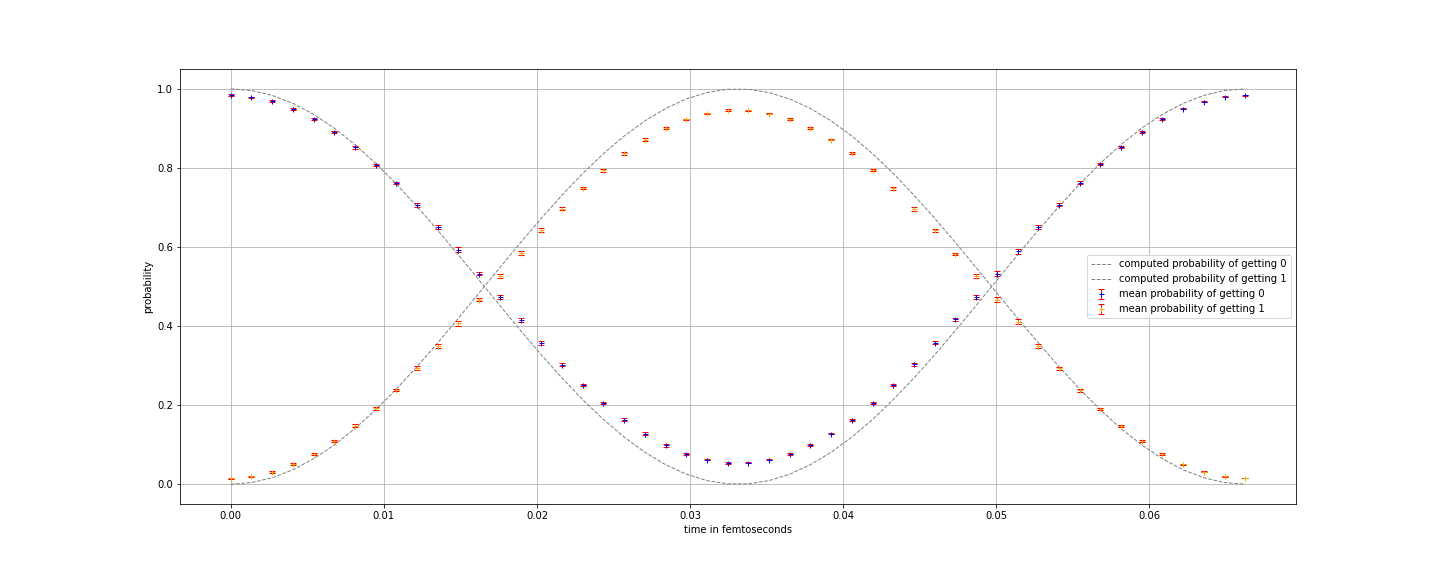 1.0
0.8
0.6
0.4
0.2
0.0
probability
computed probability of getting 0
computed probability of getting 1
mean probability of getting 0
mean probability of getting 1
0.00 0.01 0.02 0.03 0.04 0.05 0.06
time in femtoseconds